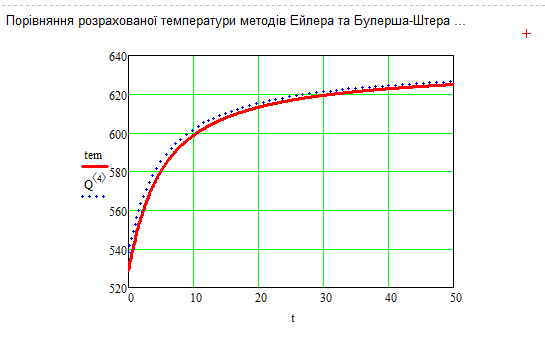 Порівняння розрахованої температури методів Ейлера та Булерша-Штера ...
640
620
600
tem
580
Q⟨4⟩
560
540
520
0 10 20 30 40 50
t